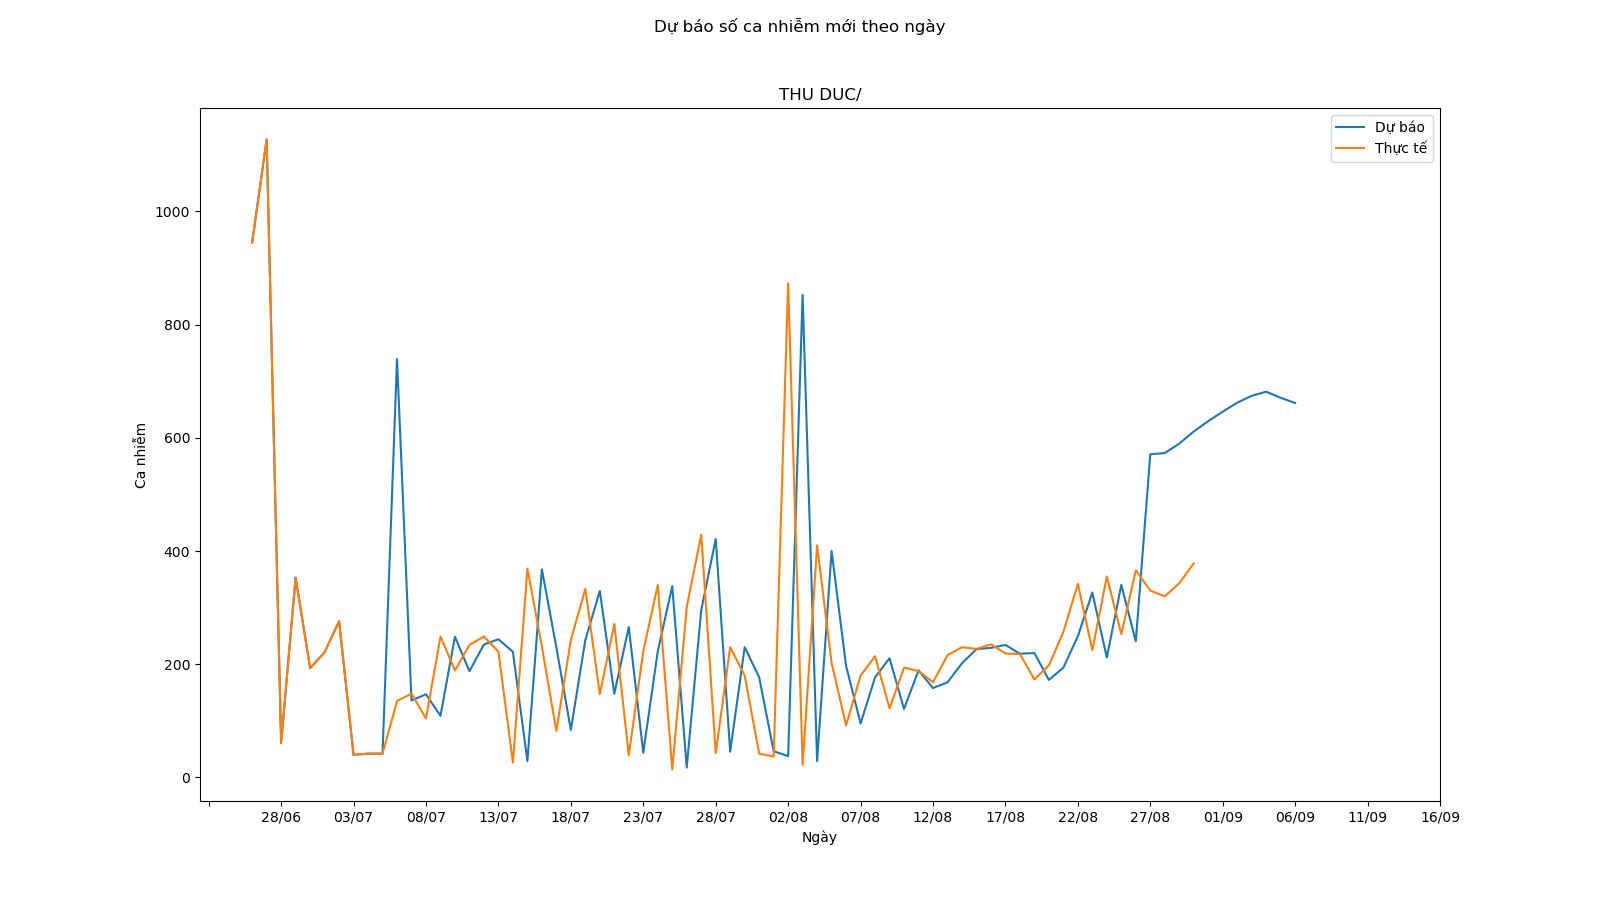 Dự báo số ca nhiễm mới theo ngày
THU DUC/
Dự báo
Thực tế
1000
800
600
400
200
0
Ca nhiễm
28/06 03/07 08/07 13/07 18/07 23/07 28/07 02/08 07/08 12/08 17/08 22/08 27/08 01/09 06/09 11/09 16/09
Ngày